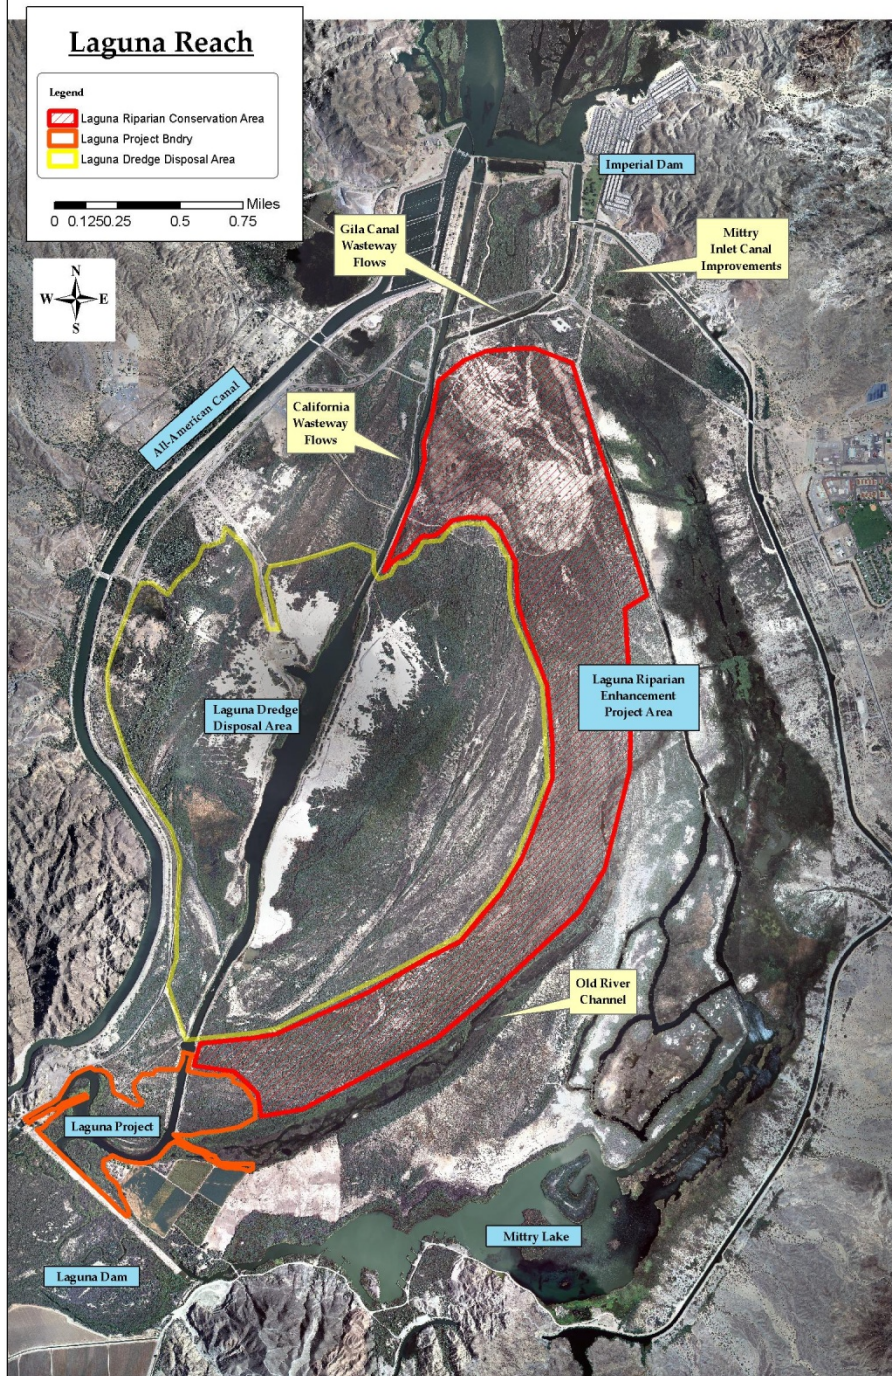 Laguna Reach
Legend
Laguna Riparian Conservation Area
Laguna Project Bndry
Laguna Dredge Disposal Area
Miles
0 0.1250.25 0.5 0.75
N
W E
S
Imperial Dam
Gila Canal
Wasteway
Flows
Mittry
Inlet Canal
Improvements
All-American Canal
California
Wasteway
Flows
Laguna Riparian
Enhancement
Project Area
Laguna Dredge
Disposal Area
Old River
Channel
Laguna Project
Mittry Lake
Laguna Dam